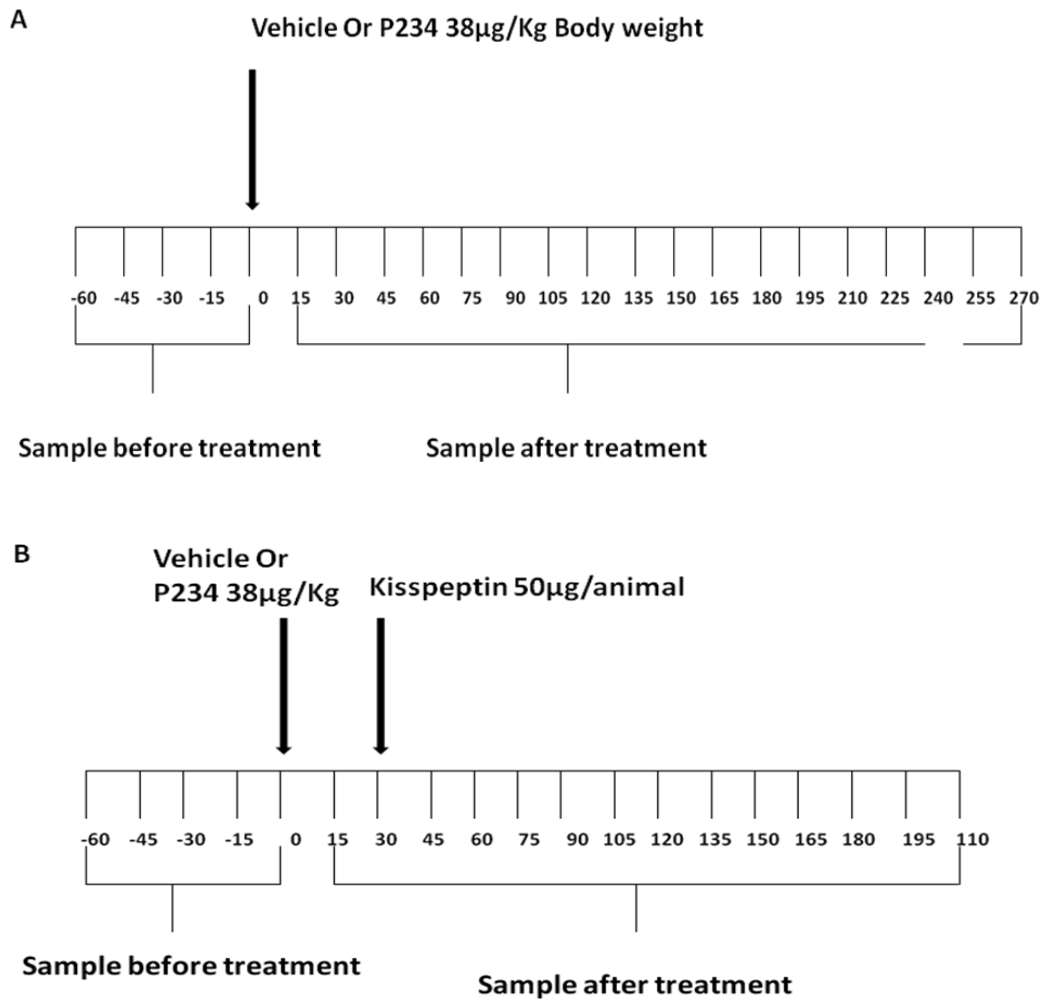 A
Vehicle Or P234 38µg/Kg Body weight
-60 -45 -30 -15 0 15 30 45 60 75 90 105 120 135 150 165 180 195 210 225 240 255 270
Sample before treatment Sample after treatment
B
Vehicle Or
P234 38µg/Kg Kisspeptin 50µg/animal
-60 -45 -30 -15 0 15 30 45 60 75 90 105 120 135 150 165 180 195 110
Sample before treatment
Sample after treatment